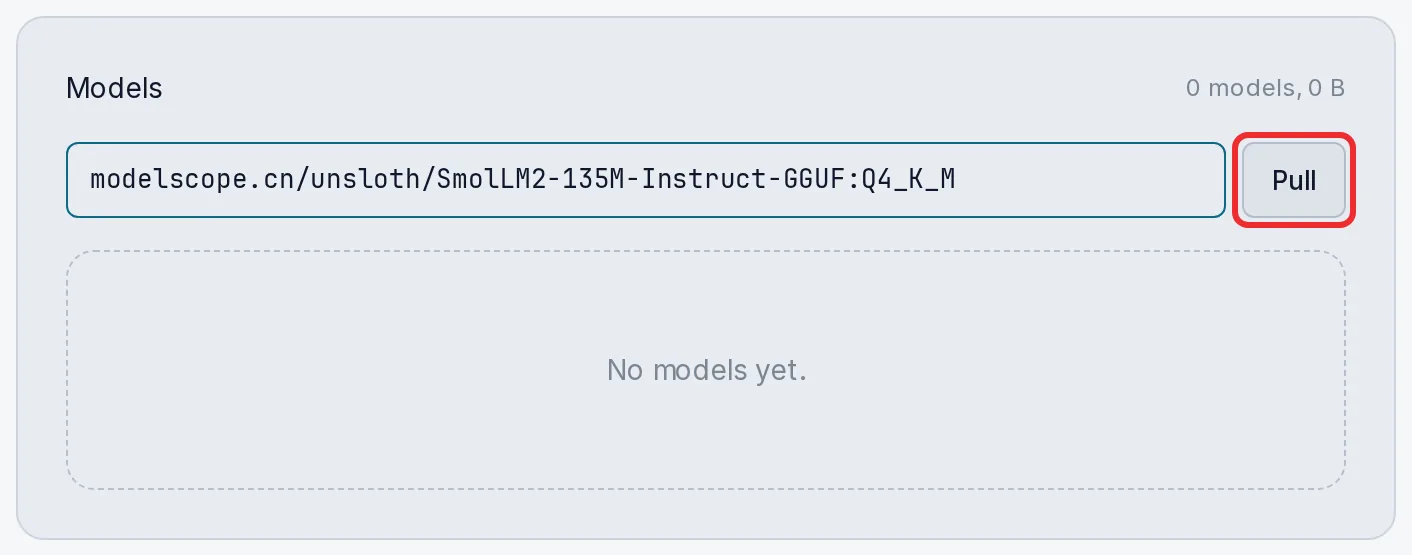 Models
0 models, 0 B
modelscope.cn/unsloth/SmolLM2-135M-Instruct-GGUF:Q4_K_M
Pull
No models yet.